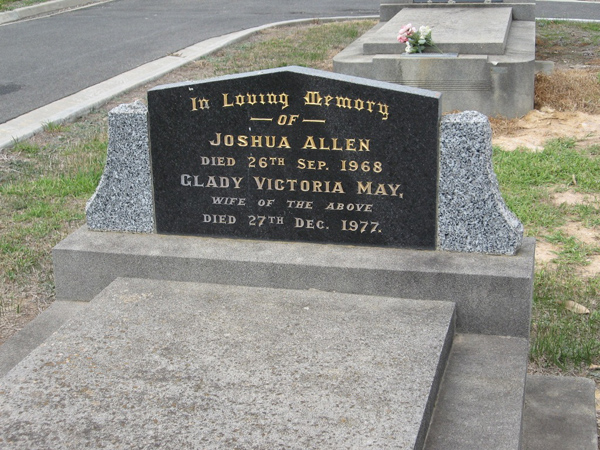 In Loving Memory
— OF —
JOSHUA ALLEN
DIED 26TH SEP. 1968
GLADY VICTORIA MAY,
WIFE OF THE ABOVE
DIED 27TH DEC. 1977.